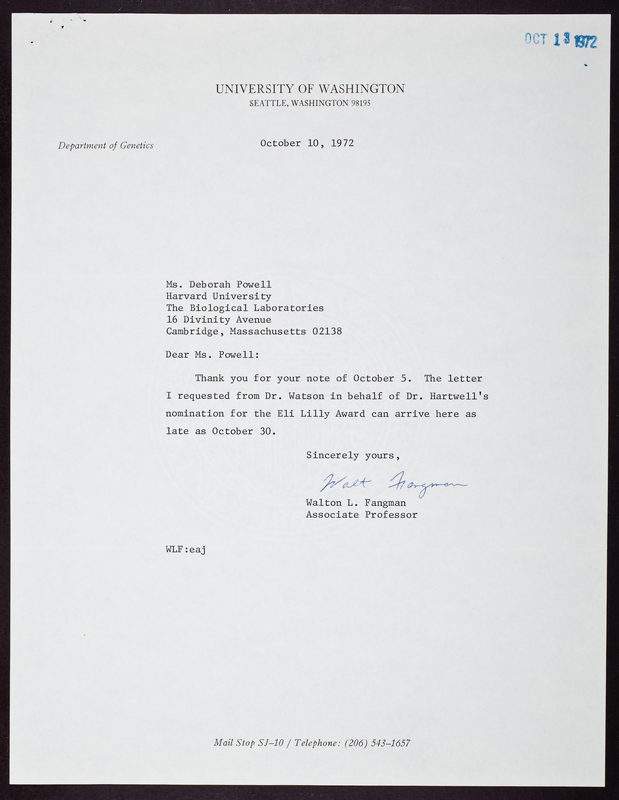 OCT 13 1972
UNIVERSITY OF WASHINGTON
SEATTLE, WASHINGTON 98195
Department of Genetics
October 10, 1972
Ms. Deborah Powell
Harvard University
The Biological Laboratories
16 Divinity Avenue
Cambridge, Massachusetts 02138
Dear Ms. Powell:
Thank you for your note of October 5. The letter
I requested from Dr. Watson in behalf of Dr. Hartwell's
nomination for the Eli Lilly Award can arrive here as
late as October 30.
Sincerely yours,
Walt Fangman
Walton L. Fangman
Associate Professor
WLF:eaj
Mail Stop SJ-10 / Telephone: (206) 543-1657